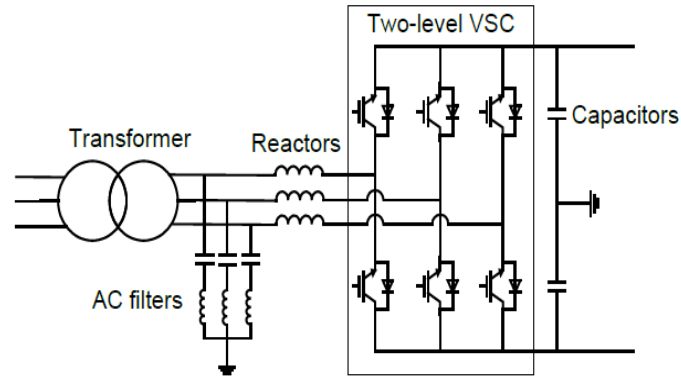 Two-level VSC
Transformer
Reactors
Capacitors
AC filters